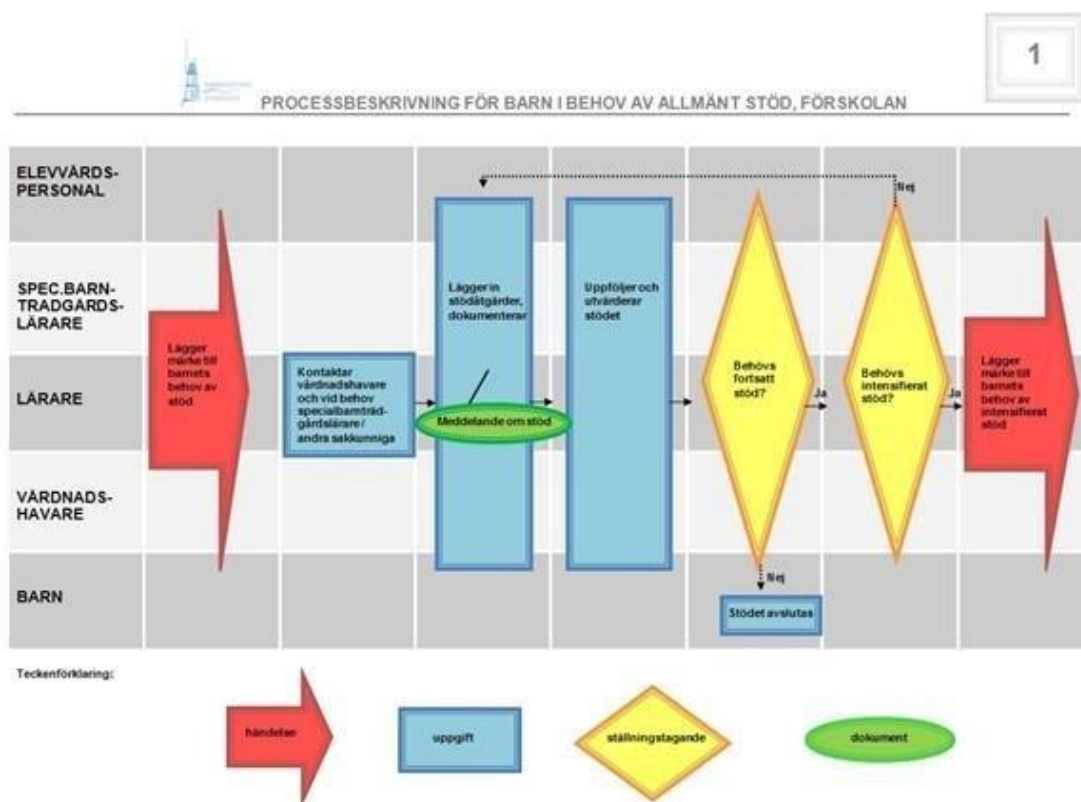 1
PROCESSBESKRIVNING FÖR BARN I BEHOV AV ALLMÄNT STÖD, FÖRSKOLAN
ELEVVÅRDS-
PERSONAL
SPEC.BARN-
TRADGARDS-
LÄRARE
LÄRARE
VÅRDNADS-
HAVARE
BARN
Lägger
märke till
barnets
behov av
stöd
Kontaktar
vårdnadshavare
och vid behov
specialbarnträd-
gårdslärare /
andra sakkunniga
Lägger in
stödåtgärder,
dokumenterar
Meddelande om stöd
Uppföljer och
utvärderar
stödet
Behövs
fortsatt
stöd?
Ja
Nej
Stödet avslutas
Behövs
intensifierat
stöd?
Nej
Ja
Lägger
märke till
barnets
behov av
intensifierat
stöd
Teckenförklaring:
händelse
uppgift
ställningstagande
dokument